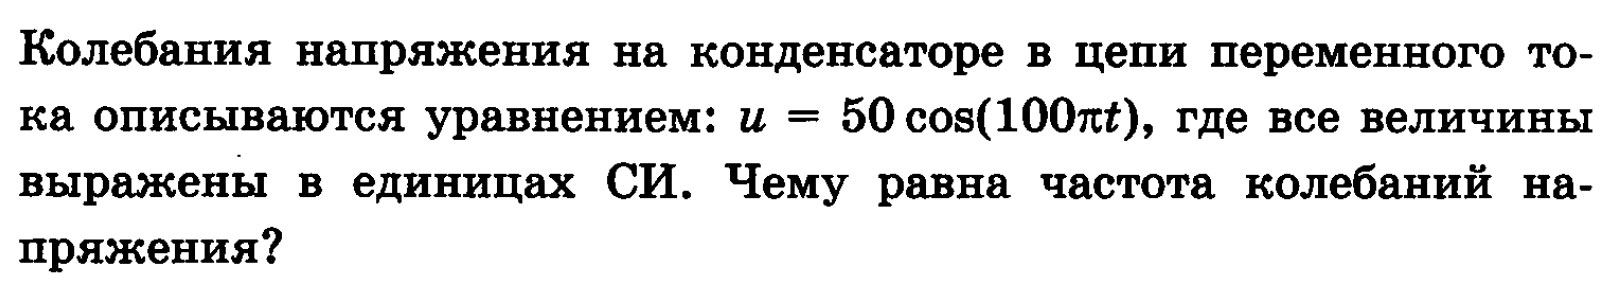 Колебания напряжения на конденсаторе в цепи переменного то-
ка описываются уравнением: u = 50 cos(100πt), где все величины
выражены в единицах СИ. Чему равна частота колебаний на-
пряжения?